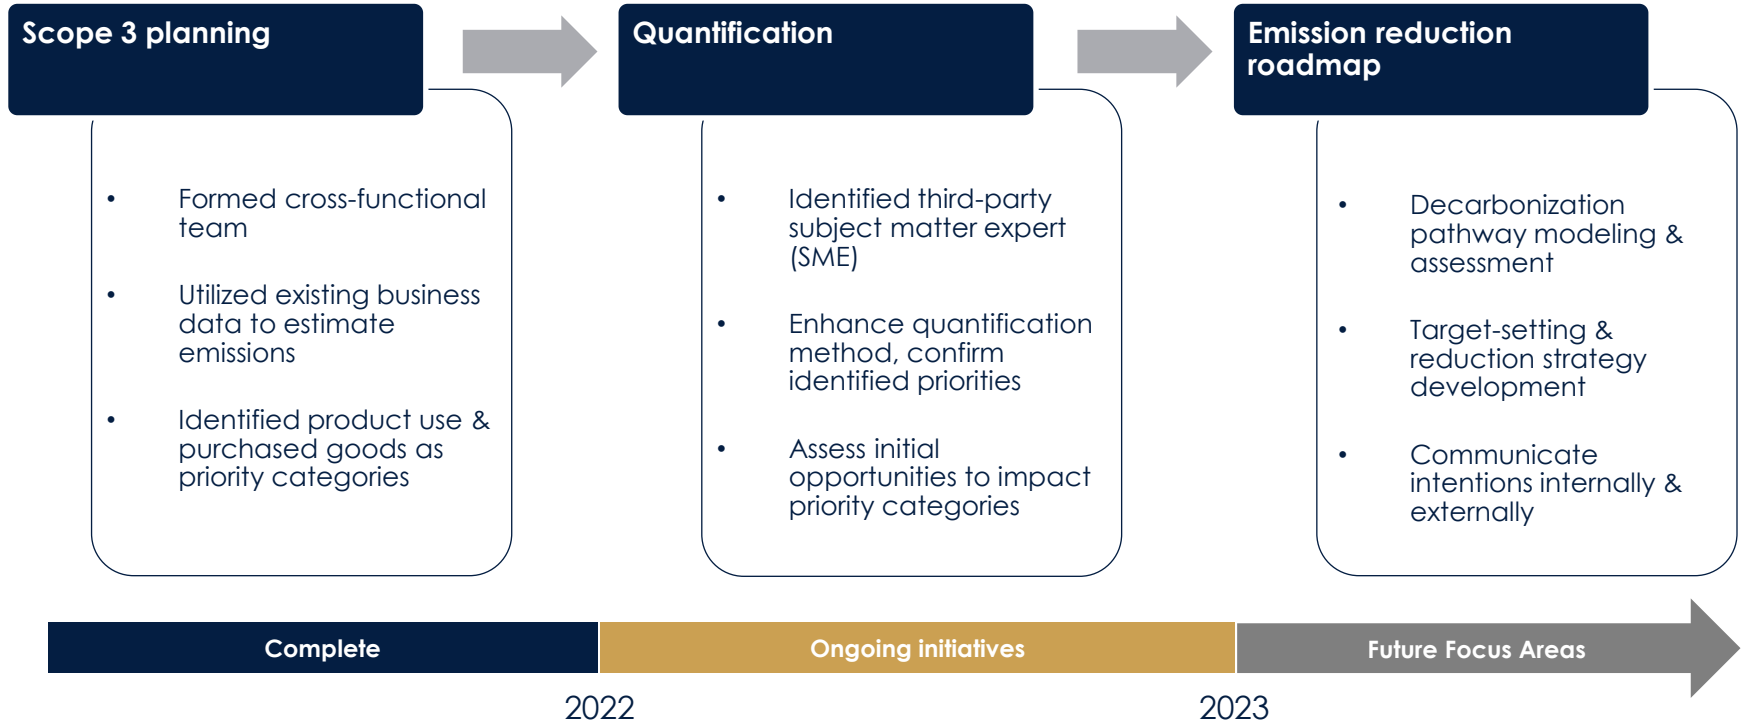 Scope 3 planning
• Formed cross-functional
team
• Utilized existing business
data to estimate
emissions
• Identified product use &
purchased goods as
priority categories
Quantification
• Identified third-party
subject matter expert
(SME)
• Enhance quantification
method, confirm
identified priorities
• Assess initial
opportunities to impact
priority categories
Emission reduction
roadmap
• Decarbonization
pathway modeling &
assessment
• Target-setting &
reduction strategy
development
• Communicate
intentions internally &
externally
Complete
Ongoing initiatives
Future Focus Areas
2022
2023